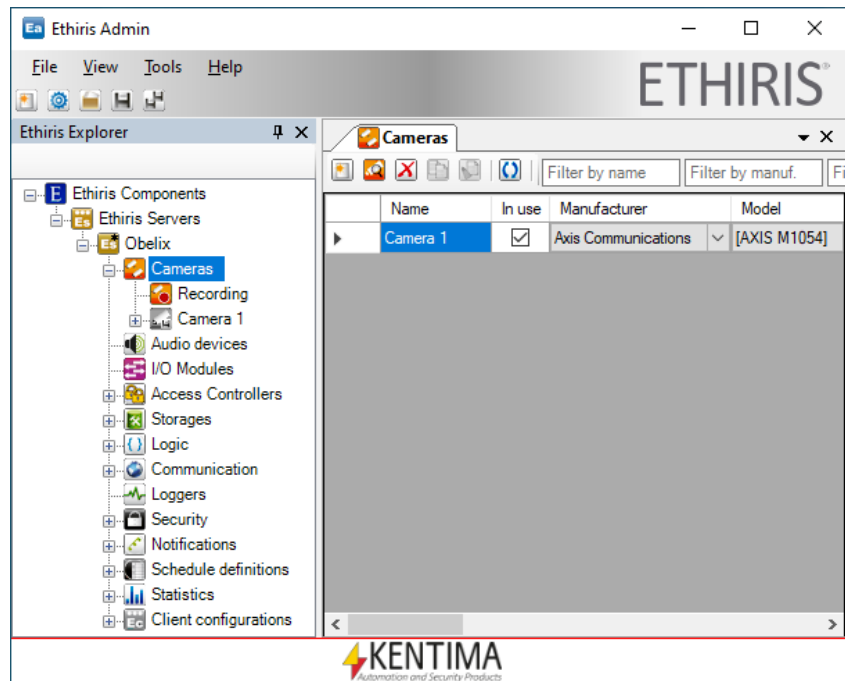 Ethiris Admin
File View Tools Help
ETHIRIS
Ethiris Explorer
Ethiris Components
Ethiris Servers
Obelix
Cameras
Recording
Camera 1
Audio devices
I/O Modules
Access Controllers
Storages
Logic
Communication
Loggers
Security
Notifications
Schedule definitions
Statistics
Client configurations
Cameras
Filter by name Filter by manuf. Fi
Name In use Manufacturer Model
Camera 1 Axis Communications [AXIS M1054]
KENTIMA
Automation and Security Products